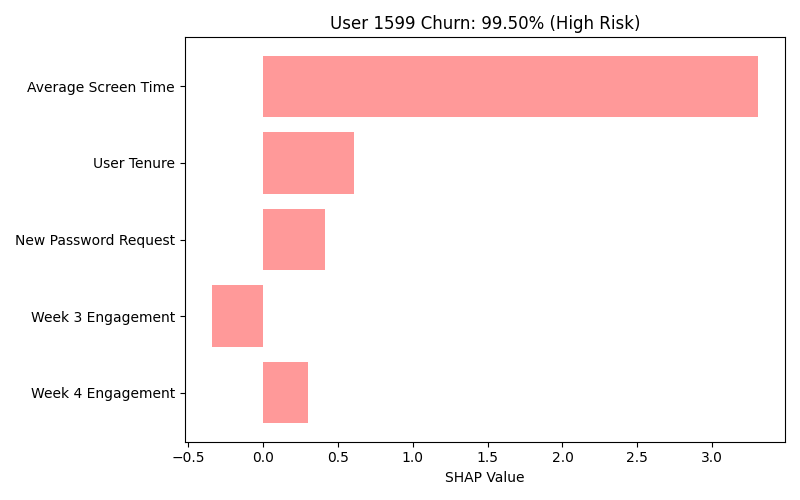 User 1599 Churn: 99.50% (High Risk)
Average Screen Time
User Tenure
New Password Request
Week 3 Engagement
Week 4 Engagement
−0.5 0.0 0.5 1.0 1.5 2.0 2.5 3.0
SHAP Value